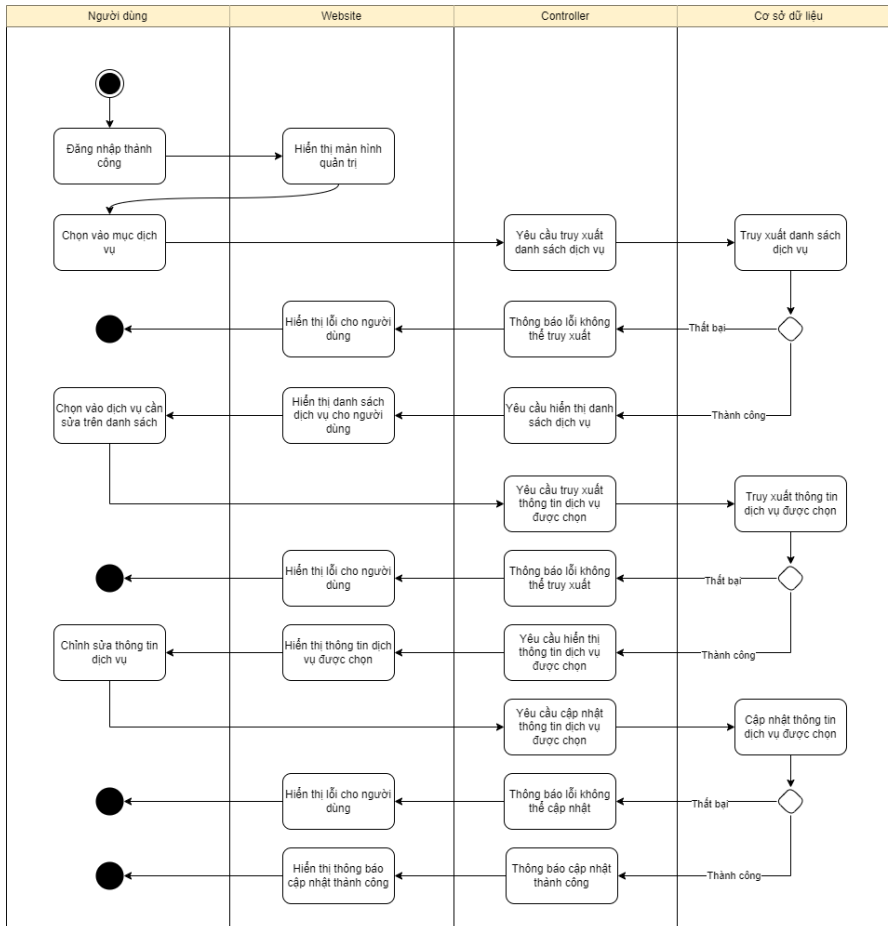 Người dùng
Website
Controller
Cơ sở dữ liệu
Đăng nhập thành
công
Hiển thị màn hình
quản trị
Chọn vào mục dịch
vụ
Yêu cầu truy xuất
danh sách dịch vụ
Truy xuất danh sách
dịch vụ
Hiển thị lỗi cho người
dùng
Thông báo lỗi không
thể truy xuất
Thất bại
Chọn vào dịch vụ cần
sửa trên danh sách
Hiển thị danh sách
dịch vụ cho người
dùng
Yêu cầu hiển thị danh
sách dịch vụ
Thành công
Yêu cầu truy xuất
thông tin dịch vụ
được chọn
Truy xuất thông tin
dịch vụ được chọn
Hiển thị lỗi cho người
dùng
Thông báo lỗi không
thể truy xuất
Thất bại
Chỉnh sửa thông tin
dịch vụ
Hiển thị thông tin dịch
vụ được chọn
Yêu cầu hiển thị
thông tin dịch vụ
được chọn
Thành công
Yêu cầu cập nhật
thông tin dịch vụ
được chọn
Cập nhật thông tin
dịch vụ được chọn
Hiển thị lỗi cho người
dùng
Thông báo lỗi không
thể cập nhật
Thất bại
Hiển thị thông báo
cập nhật thành công
Thông báo cập nhật
thành công
Thành công